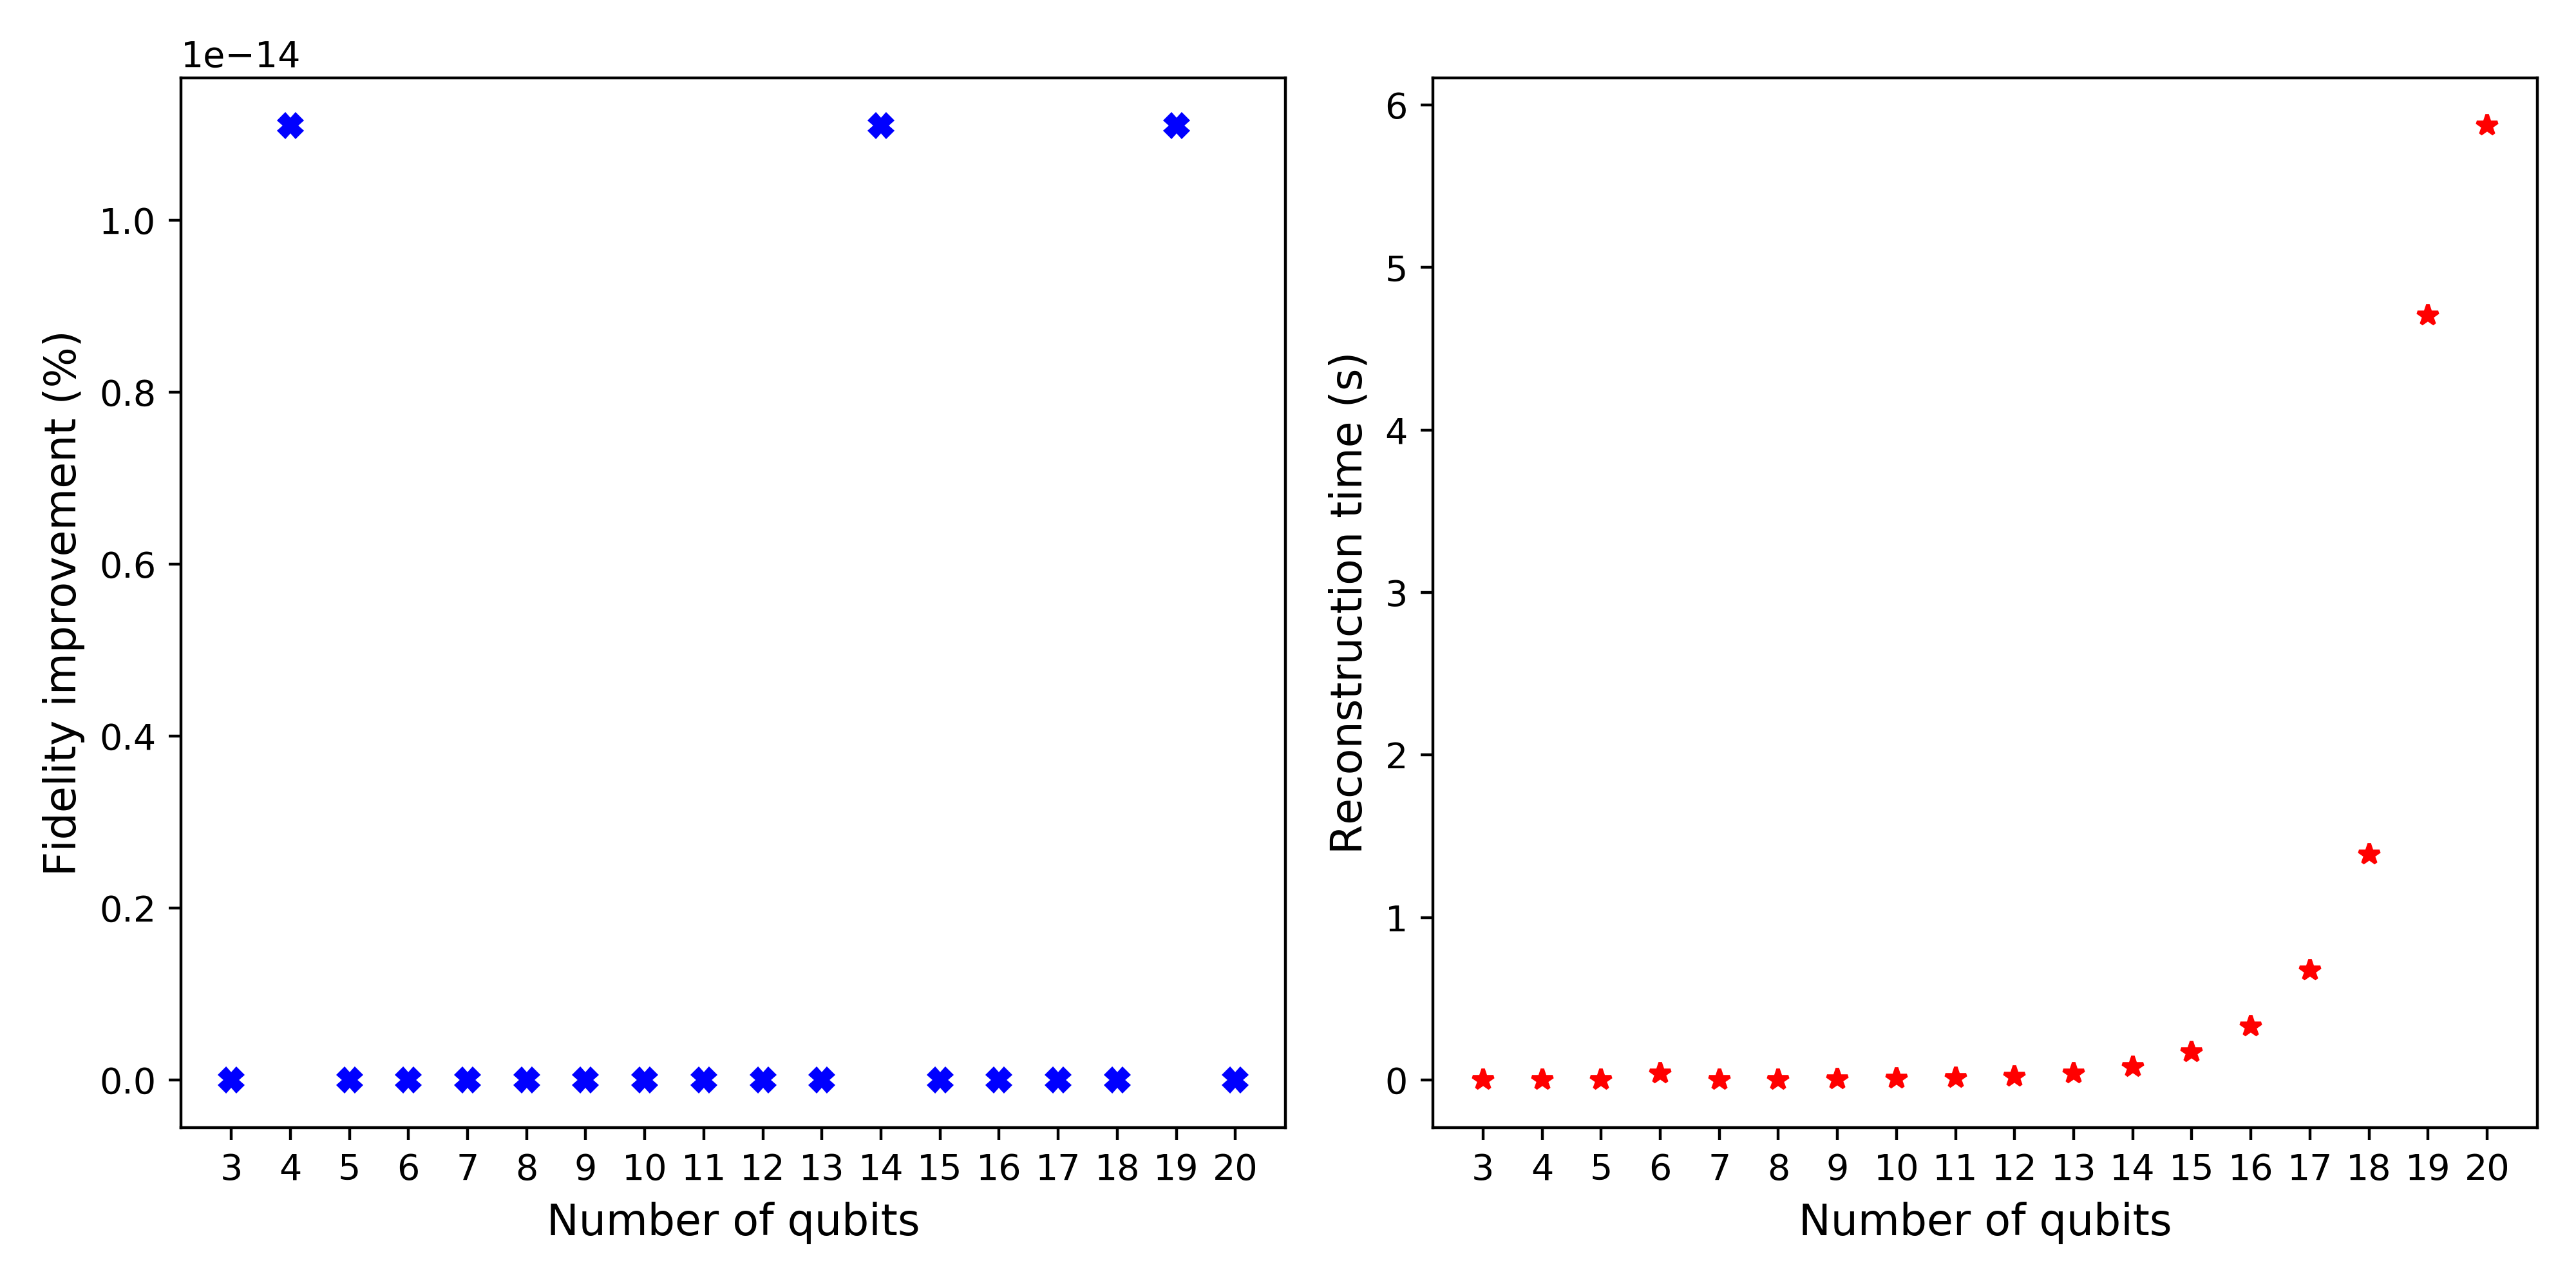 1e−14
1.0
0.8
0.6
0.4
0.2
0.0
Fidelity improvement (%)
3 4 5 6 7 8 9 10 11 12 13 14 15 16 17 18 19 20
Number of qubits
6
5
4
3
2
1
0
Reconstruction time (s)
3 4 5 6 7 8 9 10 11 12 13 14 15 16 17 18 19 20
Number of qubits